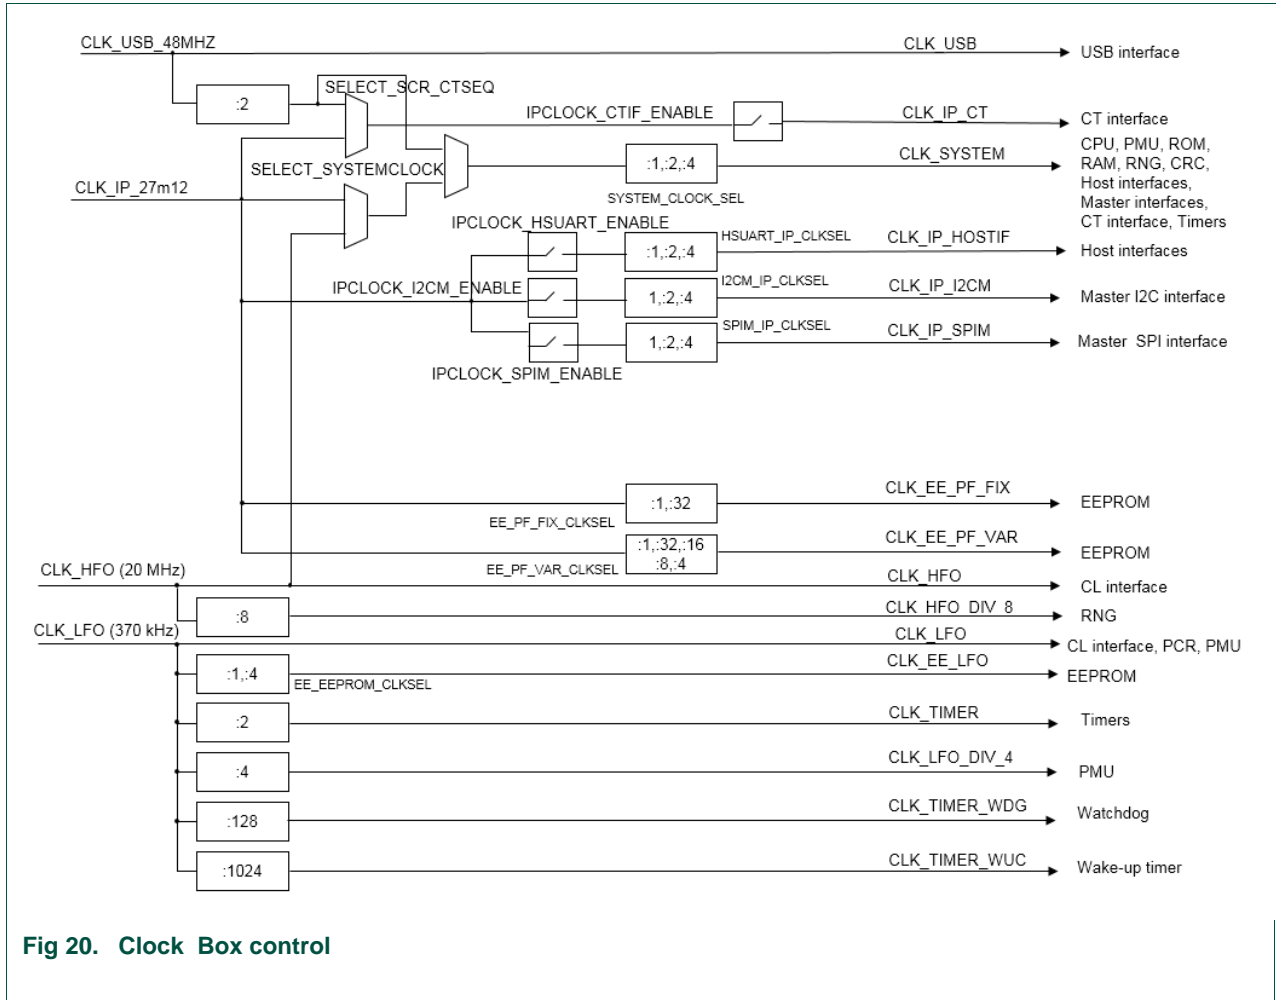 CLK_USB_48MHZ
CLK_USB
USB interface
:2
SELECT_SCR_CTSEQ
IPCLOCK_CTIF_ENABLE
CLK_IP_CT
CT interface
SELECT_SYSTEMCLOCK
:1,:2,:4
SYSTEM_CLOCK_SEL
CLK_SYSTEM
CPU, PMU, ROM,
RAM, RNG, CRC,
Host interfaces,
Master interfaces,
CT interface, Timers
CLK_IP_27m12
IPCLOCK_HSUART_ENABLE
:1,:2,:4
HSUART_IP_CLKSEL
CLK_IP_HOSTIF
Host interfaces
IPCLOCK_I2CM_ENABLE
1,:2,:4
I2CM_IP_CLKSEL
CLK_IP_I2CM
Master I2C interface
1,:2,:4
SPIM_IP_CLKSEL
CLK_IP_SPIM
Master SPI interface
IPCLOCK_SPIM_ENABLE
:1,:32
EE_PF_FIX_CLKSEL
CLK_EE_PF_FIX
EEPROM
:1,:32,:16
:8,:4
EE_PF_VAR_CLKSEL
CLK_EE_PF_VAR
EEPROM
CLK_HFO (20 MHz)
CLK_HFO
CL interface
:8
CLK_HFO_DIV_8
RNG
CLK_LFO (370 kHz)
CLK_LFO
CL interface, PCR, PMU
:1,:4
EE_EEPROM_CLKSEL
CLK_EE_LFO
EEPROM
:2
CLK_TIMER
Timers
:4
CLK_LFO_DIV_4
PMU
:128
CLK_TIMER_WDG
Watchdog
:1024
CLK_TIMER_WUC
Wake-up timer
Fig 20. Clock Box control